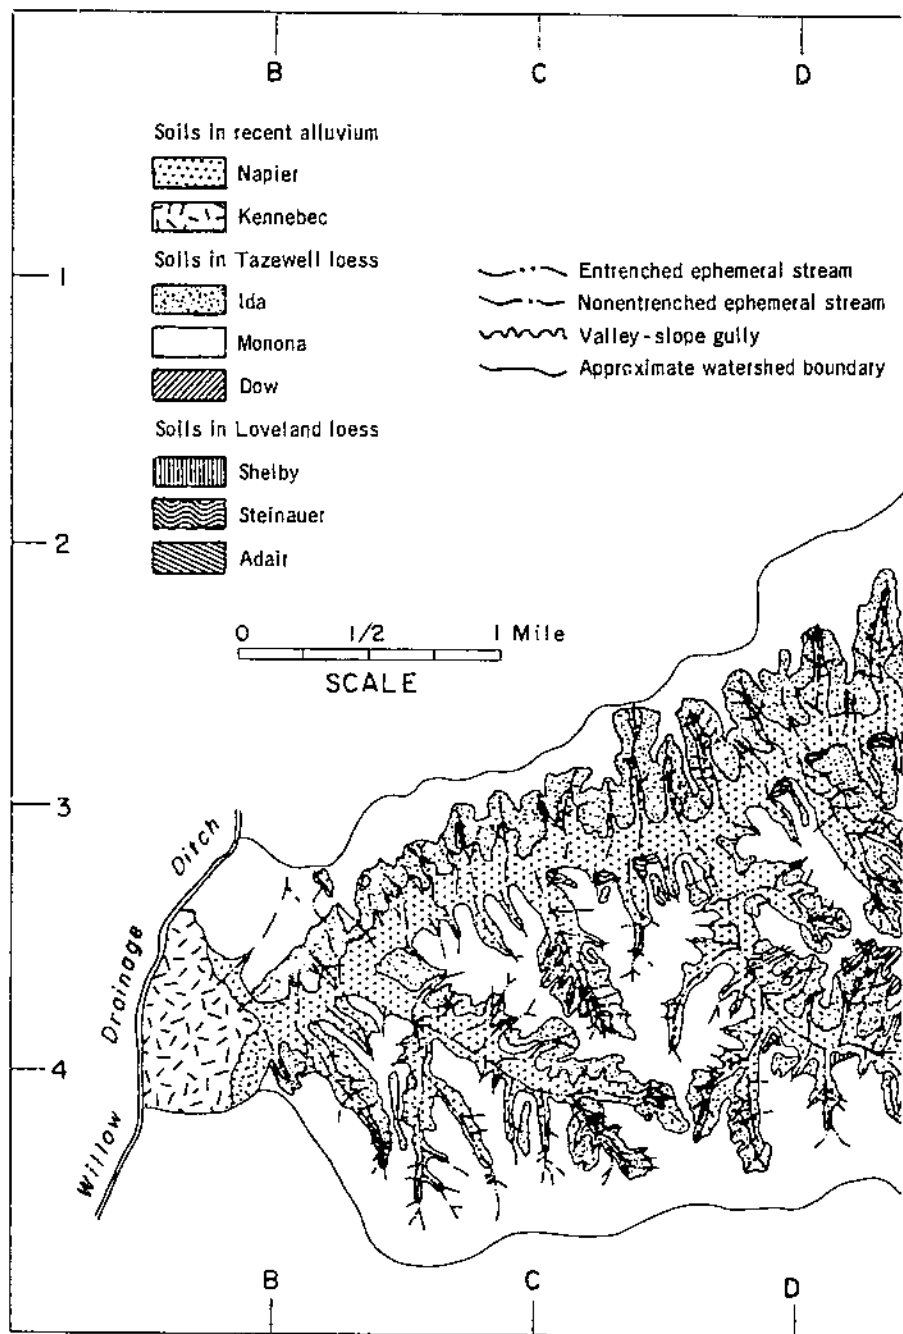 B C D
Soils in recent alluvium
Napier
Kennebec
1
Soils in Tazewell loess
Ida
Monona
Dow
Entrenched ephemeral stream
Nonentrenched ephemeral stream
Valley-slope gully
Approximate watershed boundary
Soils in Loveland loess
Shelby
Steinauer
Adair
2
0 1/2 1 Mile
SCALE
3
Willow Drainage Ditch
4
B C D